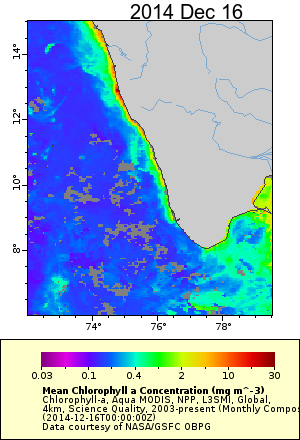 2014 Dec 16
14°
12°
10°
8°
74°
76°
78°
0.03 0.1 0.4 1 3 10 30
Mean Chlorophyll a Concentration (mg m^-3)
Chlorophyll-a, Aqua MODIS, NPP, L3SMI, Global,
4km, Science Quality, 2003-present (Monthly Compos
(2014-12-16T00:00:00Z)
Data courtesy of NASA/GSFC OBPG